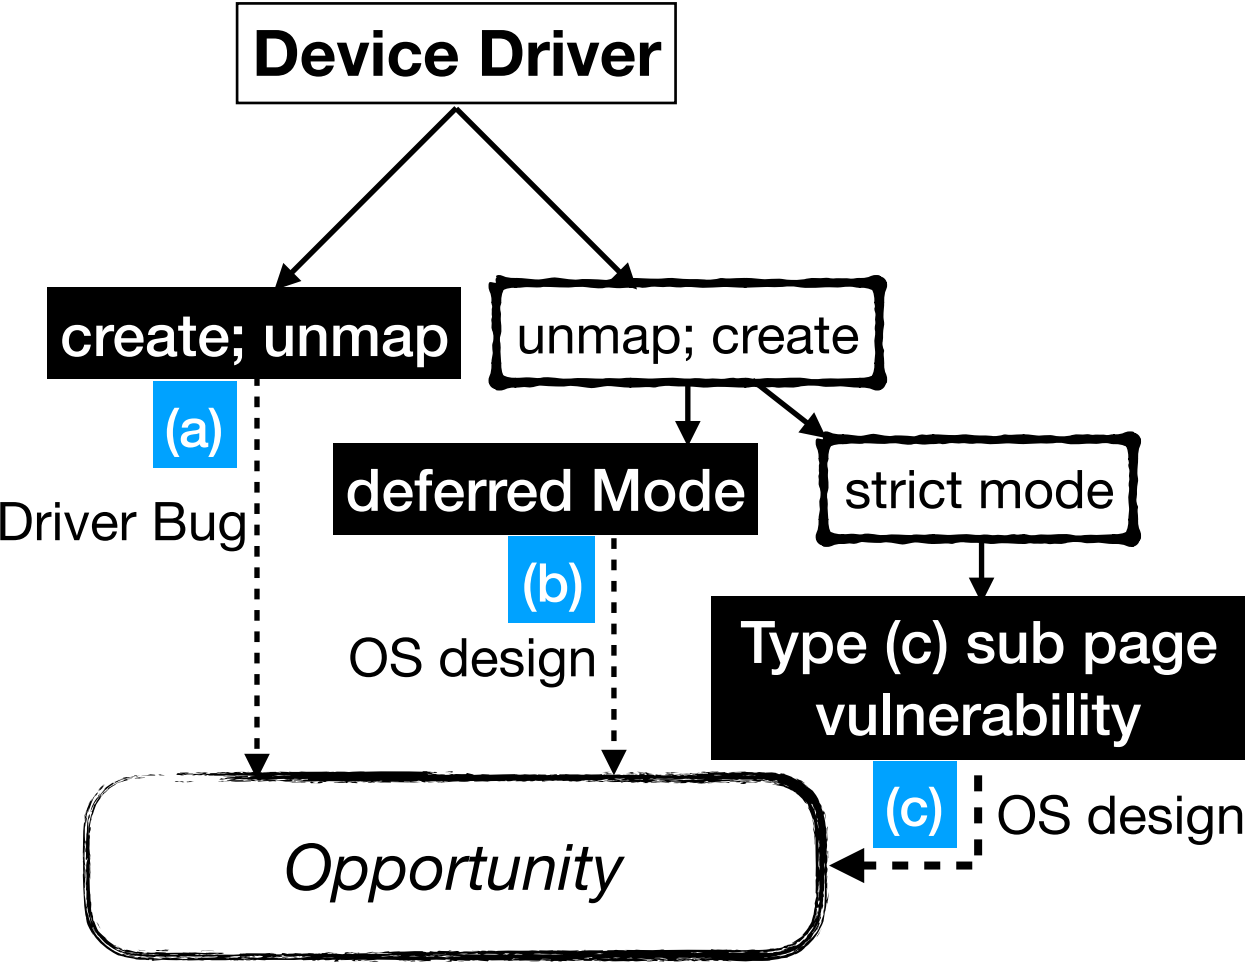 Device Driver
create; unmap
unmap; create
(a)
deferred Mode
strict mode
Driver Bug
(b)
OS design
Type (c) sub page
vulnerability
(c)
OS design
Opportunity